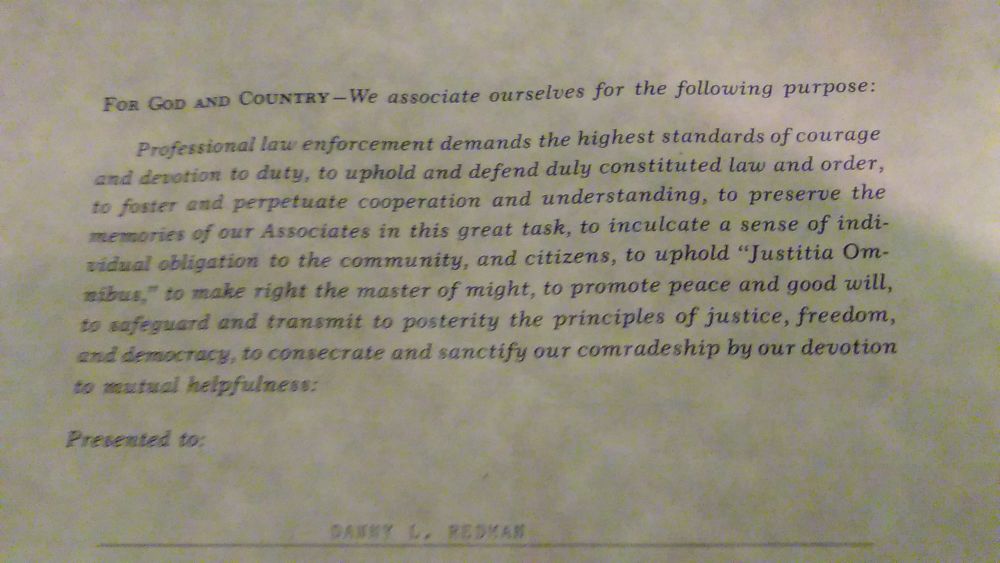 FOR GOD AND COUNTRY—We associate ourselves for the following purpose:
Professional law enforcement demands the highest standards of courage
and devotion to duty, to uphold and defend duly constituted law and order,
to foster and perpetuate cooperation and understanding, to preserve the
memories of our Associates in this great task, to inculcate a sense of indi-
vidual obligation to the community, and citizens, to uphold “Justitia Om-
nibus,” to make right the master of might, to promote peace and good will,
to safeguard and transmit to posterity the principles of justice, freedom,
and democracy, to consecrate and sanctify our comradeship by our devotion
to mutual helpfulness:
Presented to:
DANNY L. REDMAN